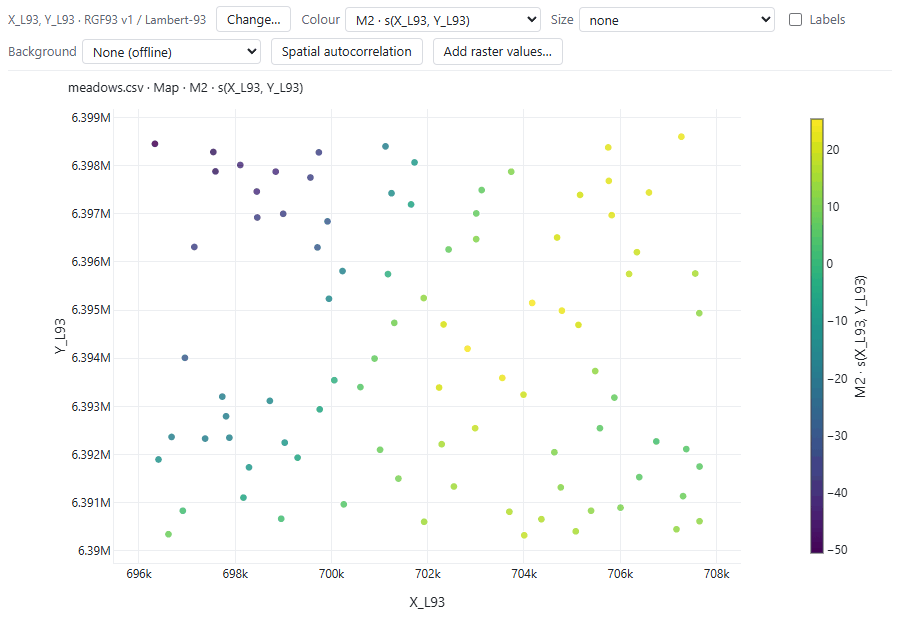 X_L93, Y_L93 · RGF93 v1 / Lambert-93 Change... Colour M2 · s(X_L93, Y_L93) Size none Labels
Background None (offline) Spatial autocorrelation Add raster values...
meadows.csv · Map · M2 · s(X_L93, Y_L93)
6.399M
6.398M
6.397M
6.396M
6.395M
6.394M
6.393M
6.392M
6.391M
6.39M
Y_L93
696k 698k 700k 702k 704k 706k 708k
X_L93
20
10
0
−10
−20
−30
−40
−50
M2 · s(X_L93, Y_L93)